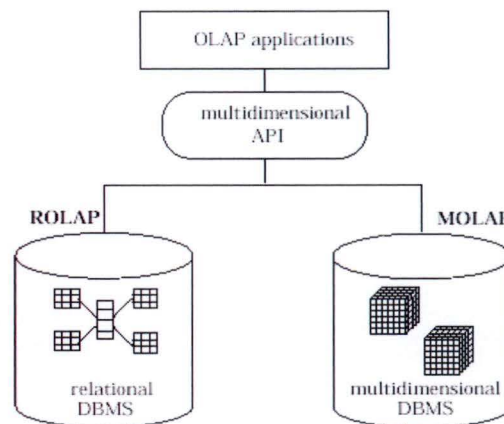 OLAP applications
multidimensional
API
ROLAP
MOLAP
relational
DBMS
multidimensional
DBMS